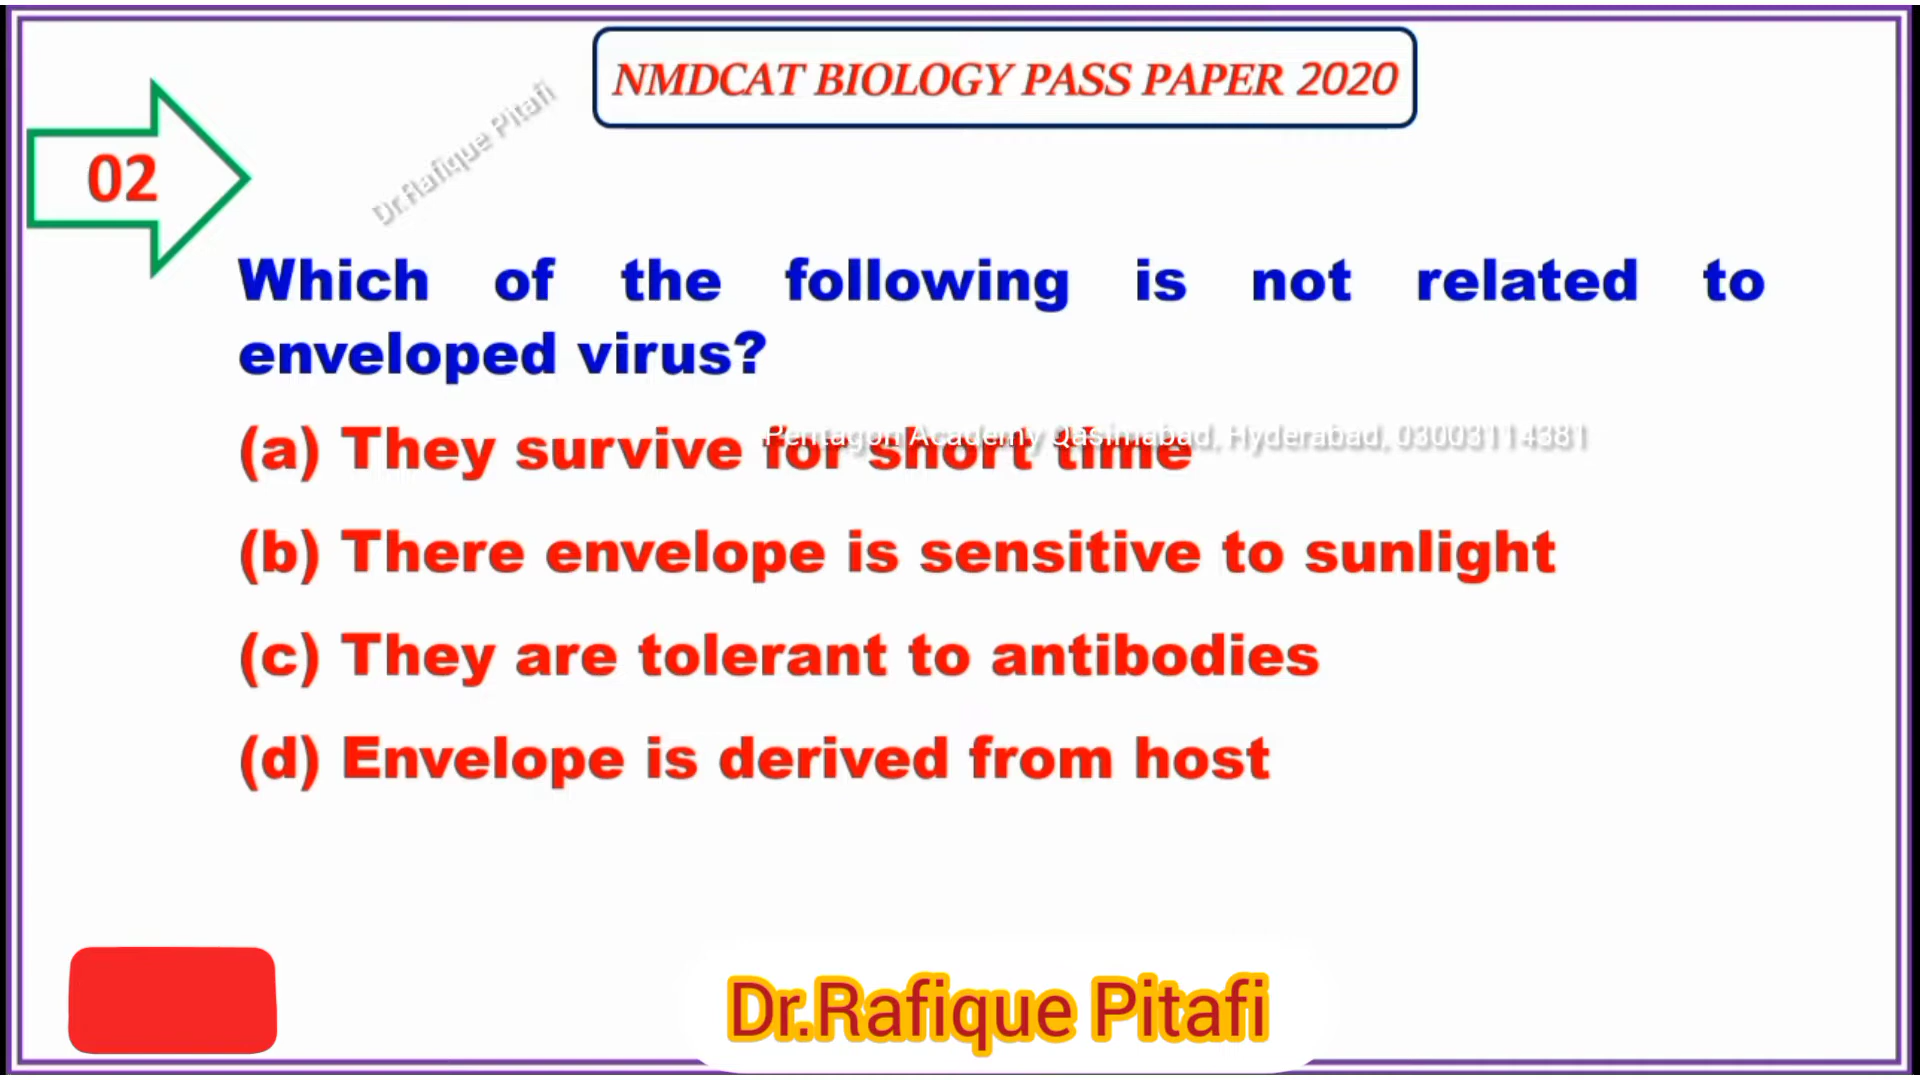 NMDCAT BIOLOGY PASS PAPER 2020
02
Dr.Rafique Pitafi
Which of the following is not related to
enveloped virus?
(a) They survive for short time
Pentagon Academy Qasimabad, Hyderabad, 03003114381
(b) There envelope is sensitive to sunlight
(c) They are tolerant to antibodies
(d) Envelope is derived from host
Dr.Rafique Pitafi